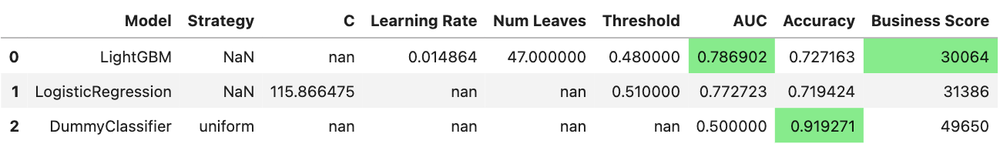 Model Strategy C Learning Rate Num Leaves Threshold AUC Accuracy Business Score
0 LightGBM NaN nan 0.014864 47.000000 0.480000 0.786902 0.727163 30064
1 LogisticRegression NaN 115.866475 nan nan 0.510000 0.772723 0.719424 31386
2 DummyClassifier uniform nan nan nan nan 0.500000 0.919271 49650